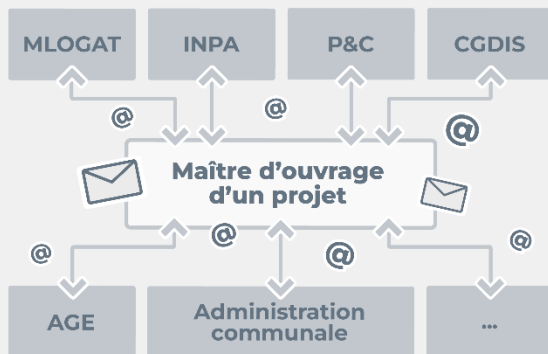 MLOGAT
INPA
P&C
CGDIS
@
@
@
Maître d’ouvrage
d’un projet
@
@
@
@
AGE
Administration
communale
...